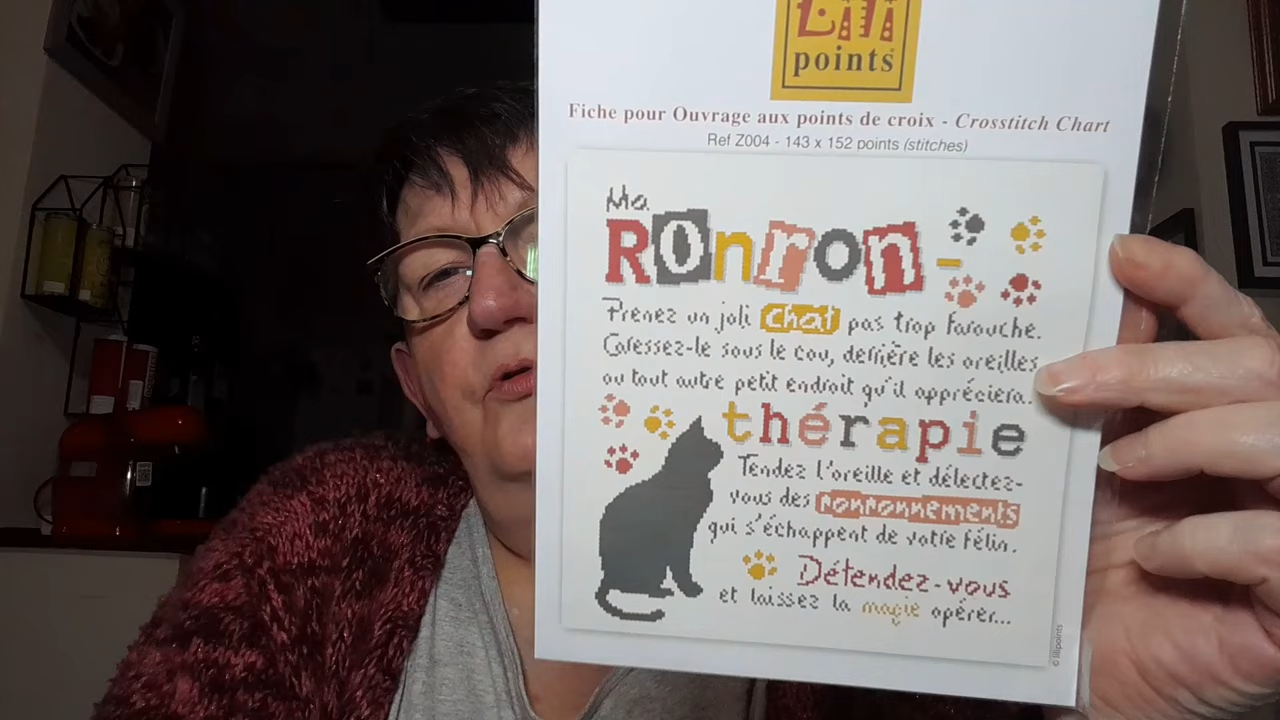 Lili
points
Fiche pour Ouvrage aux points de croix - Crosstitch Chart
Ref Z004 - 143 x 152 points (stitches)
Ma
Ronron-
Prenez un joli chat pas trop farouche.
Caressez-le sous le cou, derrière les oreilles
ou tout autre petit endroit qu'il appréciera.
thérapie
Tendez l'oreille et délectez-
vous des ronronnements
qui s'échappent de votre félin.
Détendez-vous
et laissez la magie opérer...
© lilipoints